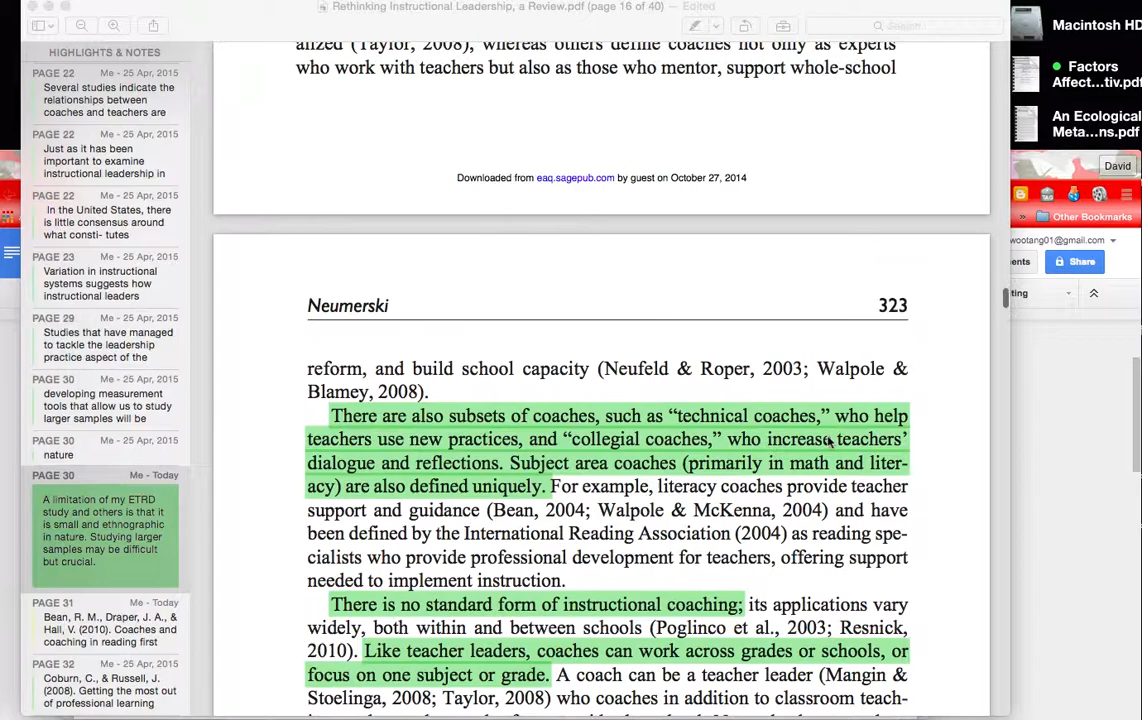 Rethinking Instructional Leadership, a Review.pdf (page 16 of 40) — Edited
Search
HIGHLIGHTS & NOTES
PAGE 22 Me - 25 Apr, 2015
Several studies indicate the
relationships between
coaches and teachers are
PAGE 22 Me - 25 Apr, 2015
Just as it has been
important to examine
instructional leadership in
PAGE 22 Me - 25 Apr, 2015
In the United States, there
is little consensus around
what consti- tutes
PAGE 23 Me - 25 Apr, 2015
Variation in instructional
systems suggests how
instructional leaders
PAGE 29 Me - 25 Apr, 2015
Studies that have managed
to tackle the leadership
practice aspect of the
PAGE 30 Me - 25 Apr, 2015
developing measurement
tools that allow us to study
larger samples will be
PAGE 30 Me - 25 Apr, 2015
nature
PAGE 30 Me - Today
A limitation of my ETRD
study and others is that it
is small and ethnographic
in nature. Studying larger
samples may be difficult
but crucial.
PAGE 31 Me - Today
Bean, R. M., Draper, J. A., &
Hall, V. (2010). Coaches and
coaching in reading first
PAGE 32 Me - Today
Coburn, C., & Russell, J.
(2008). Getting the most out
of professional learning
alized (Taylor, 2008), whereas others define coaches not only as experts
who work with teachers but also as those who mentor, support whole-school
Downloaded from eaq.sagepub.com by guest on October 27, 2014
Neumerski 323
reform, and build school capacity (Neufeld & Roper, 2003; Walpole &
Blamey, 2008).
There are also subsets of coaches, such as “technical coaches,” who help
teachers use new practices, and “collegial coaches,” who increase teachers’
dialogue and reflections. Subject area coaches (primarily in math and liter-
acy) are also defined uniquely. For example, literacy coaches provide teacher
support and guidance (Bean, 2004; Walpole & McKenna, 2004) and have
been defined by the International Reading Association (2004) as reading spe-
cialists who provide professional development for teachers, offering support
needed to implement instruction.
There is no standard form of instructional coaching; its applications vary
widely, both within and between schools (Poglinco et al., 2003; Resnick,
2010). Like teacher leaders, coaches can work across grades or schools, or
focus on one subject or grade. A coach can be a teacher leader (Mangin &
Stoelinga, 2008; Taylor, 2008) who coaches in addition to classroom teach-
Macintosh HD
Factors
Affect....tiv.pdf
An Ecological
Meta...ns.pdf
David
» Other Bookmarks
wootang01@gmail.com
ents Share
ting